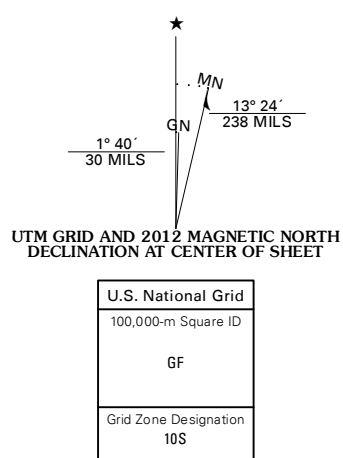 ★
MN
13° 24´
238 MILS
GN
1° 40´
30 MILS
UTM GRID AND 2012 MAGNETIC NORTH
DECLINATION AT CENTER OF SHEET
U.S. National Grid
100,000-m Square ID
GF
Grid Zone Designation
10S